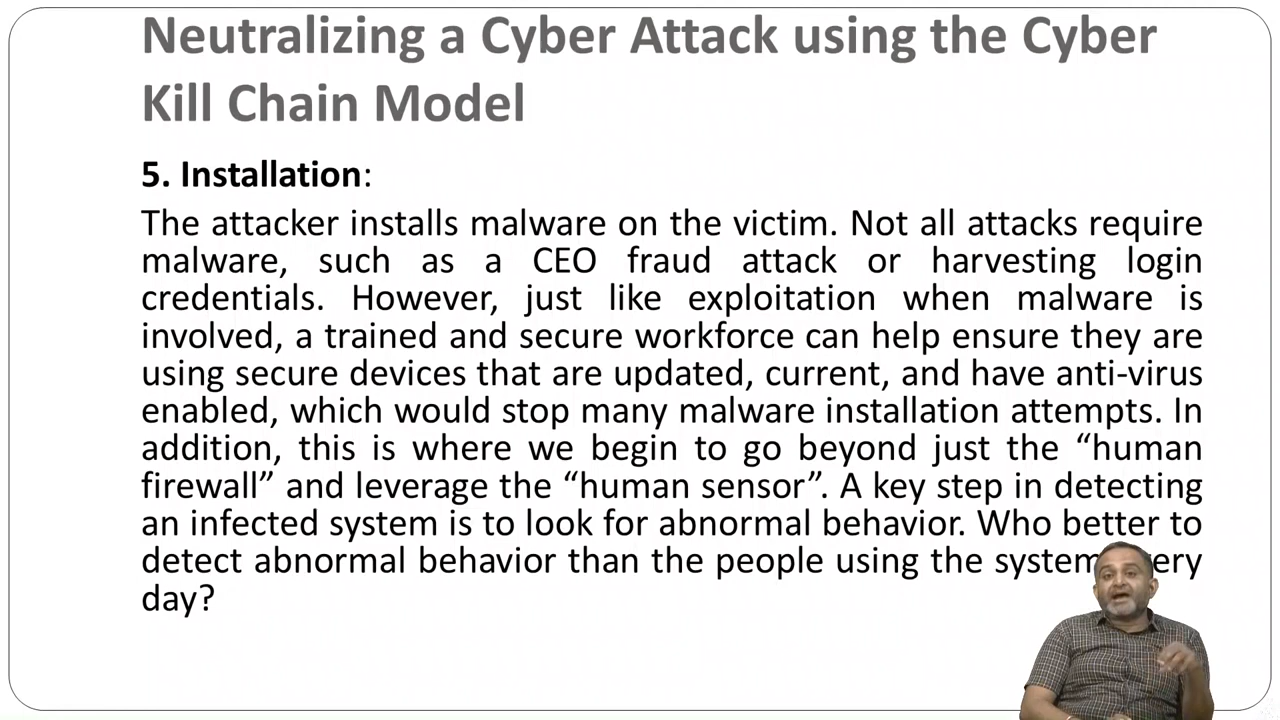 Neutralizing a Cyber Attack using the Cyber
Kill Chain Model
5. Installation:
The attacker installs malware on the victim. Not all attacks require
malware, such as a CEO fraud attack or harvesting login
credentials. However, just like exploitation when malware is
involved, a trained and secure workforce can help ensure they are
using secure devices that are updated, current, and have anti-virus
enabled, which would stop many malware installation attempts. In
addition, this is where we begin to go beyond just the “human
firewall” and leverage the “human sensor”. A key step in detecting
an infected system is to look for abnormal behavior. Who better to
detect abnormal behavior than the people using the system
day?